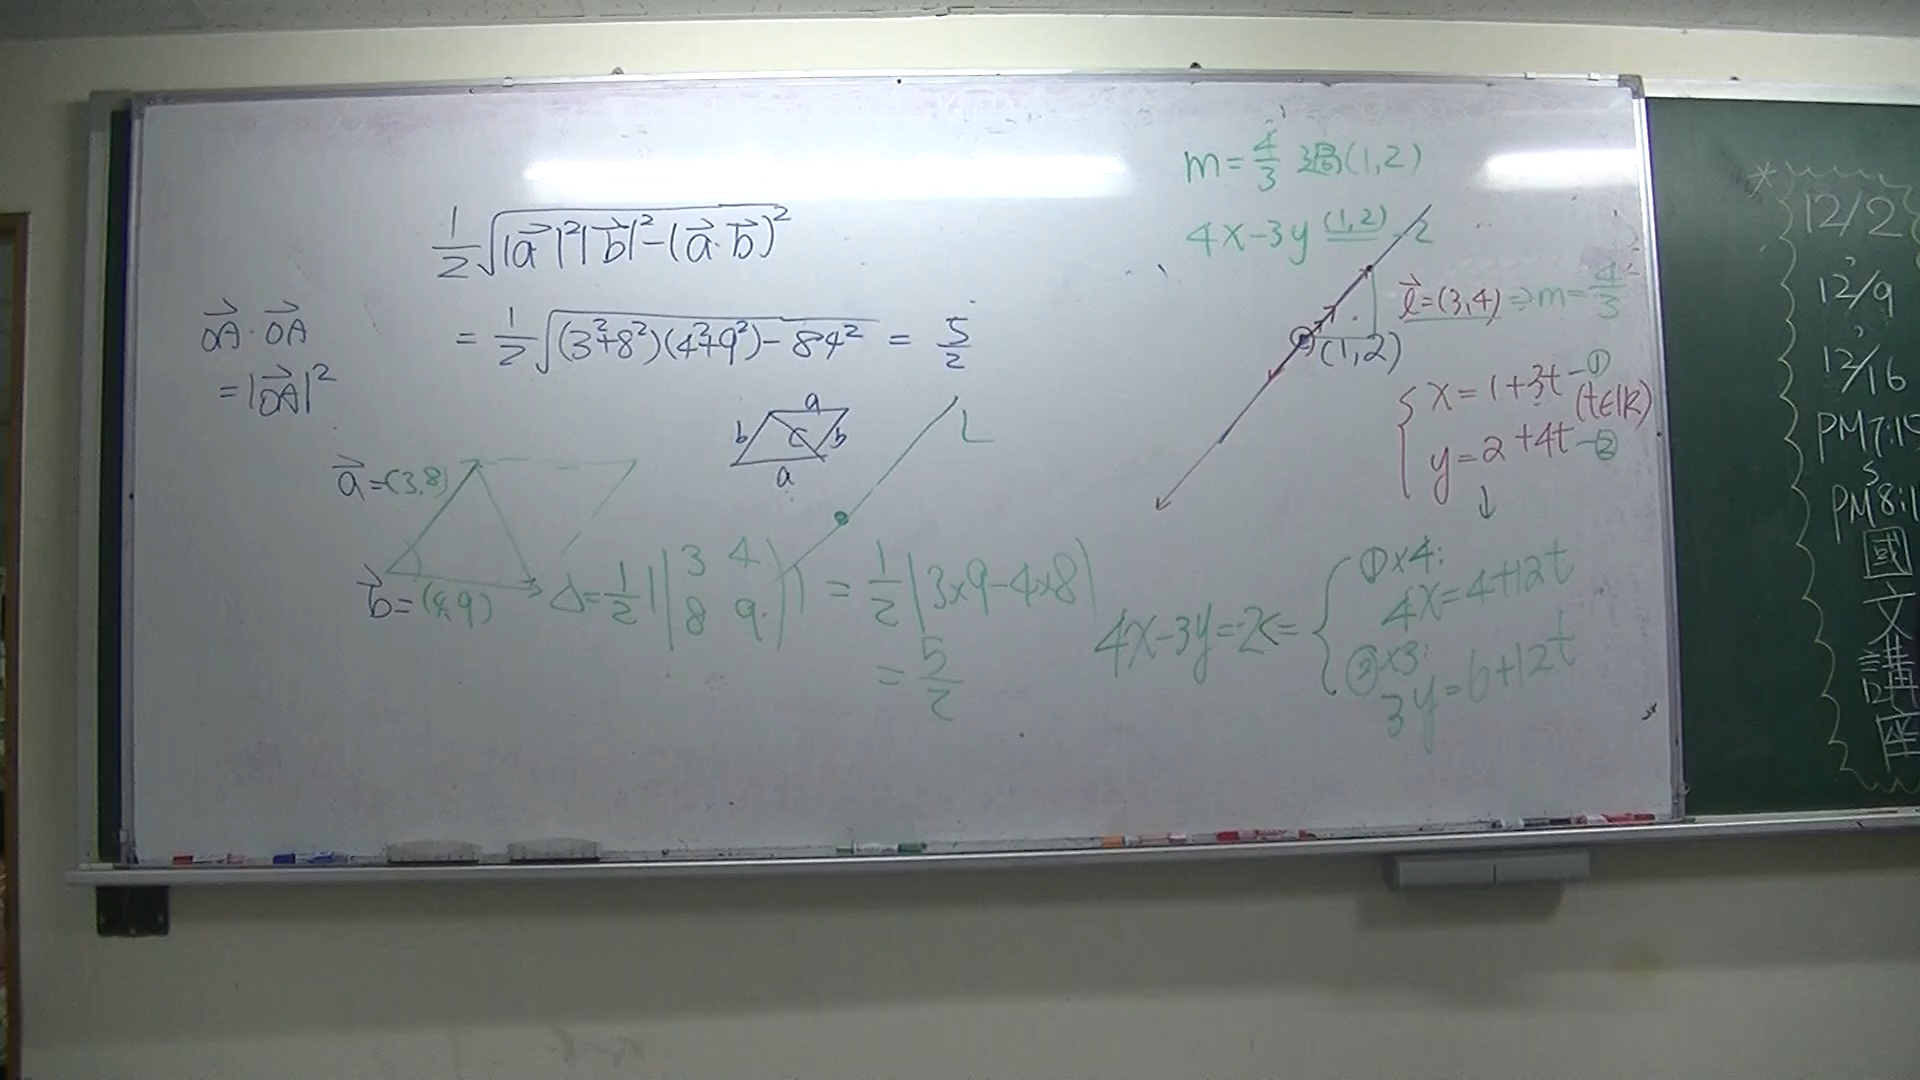 1/2 √(|a⃗|²|b⃗|²-(a⃗·b⃗)²)
OA⃗·OA⃗
=|OA⃗|²
= 1/2 √((3²+8²)(4²+9²)-84²) = 5/2
a
b c b
a
L
a⃗=(3,8)
b⃗=(4,9)
△=1/2 | |3 4|
|8 9| | = 1/2 |3×9-4×8|
= 5/2
m=4/3 過(1,2)
4x-3y (1,2) -2
l⃗=(3,4) ⇒m=4/3
(1,2)
x=1+3t-①
(t∈R)
y=2+4t-②
↓
①×4:
4x=4+12t
4x-3y=-2<=
②×3:
3y=6+12t
*
12/2
12/9
12/16
PM7:1
PM8:1
國
文
講
座